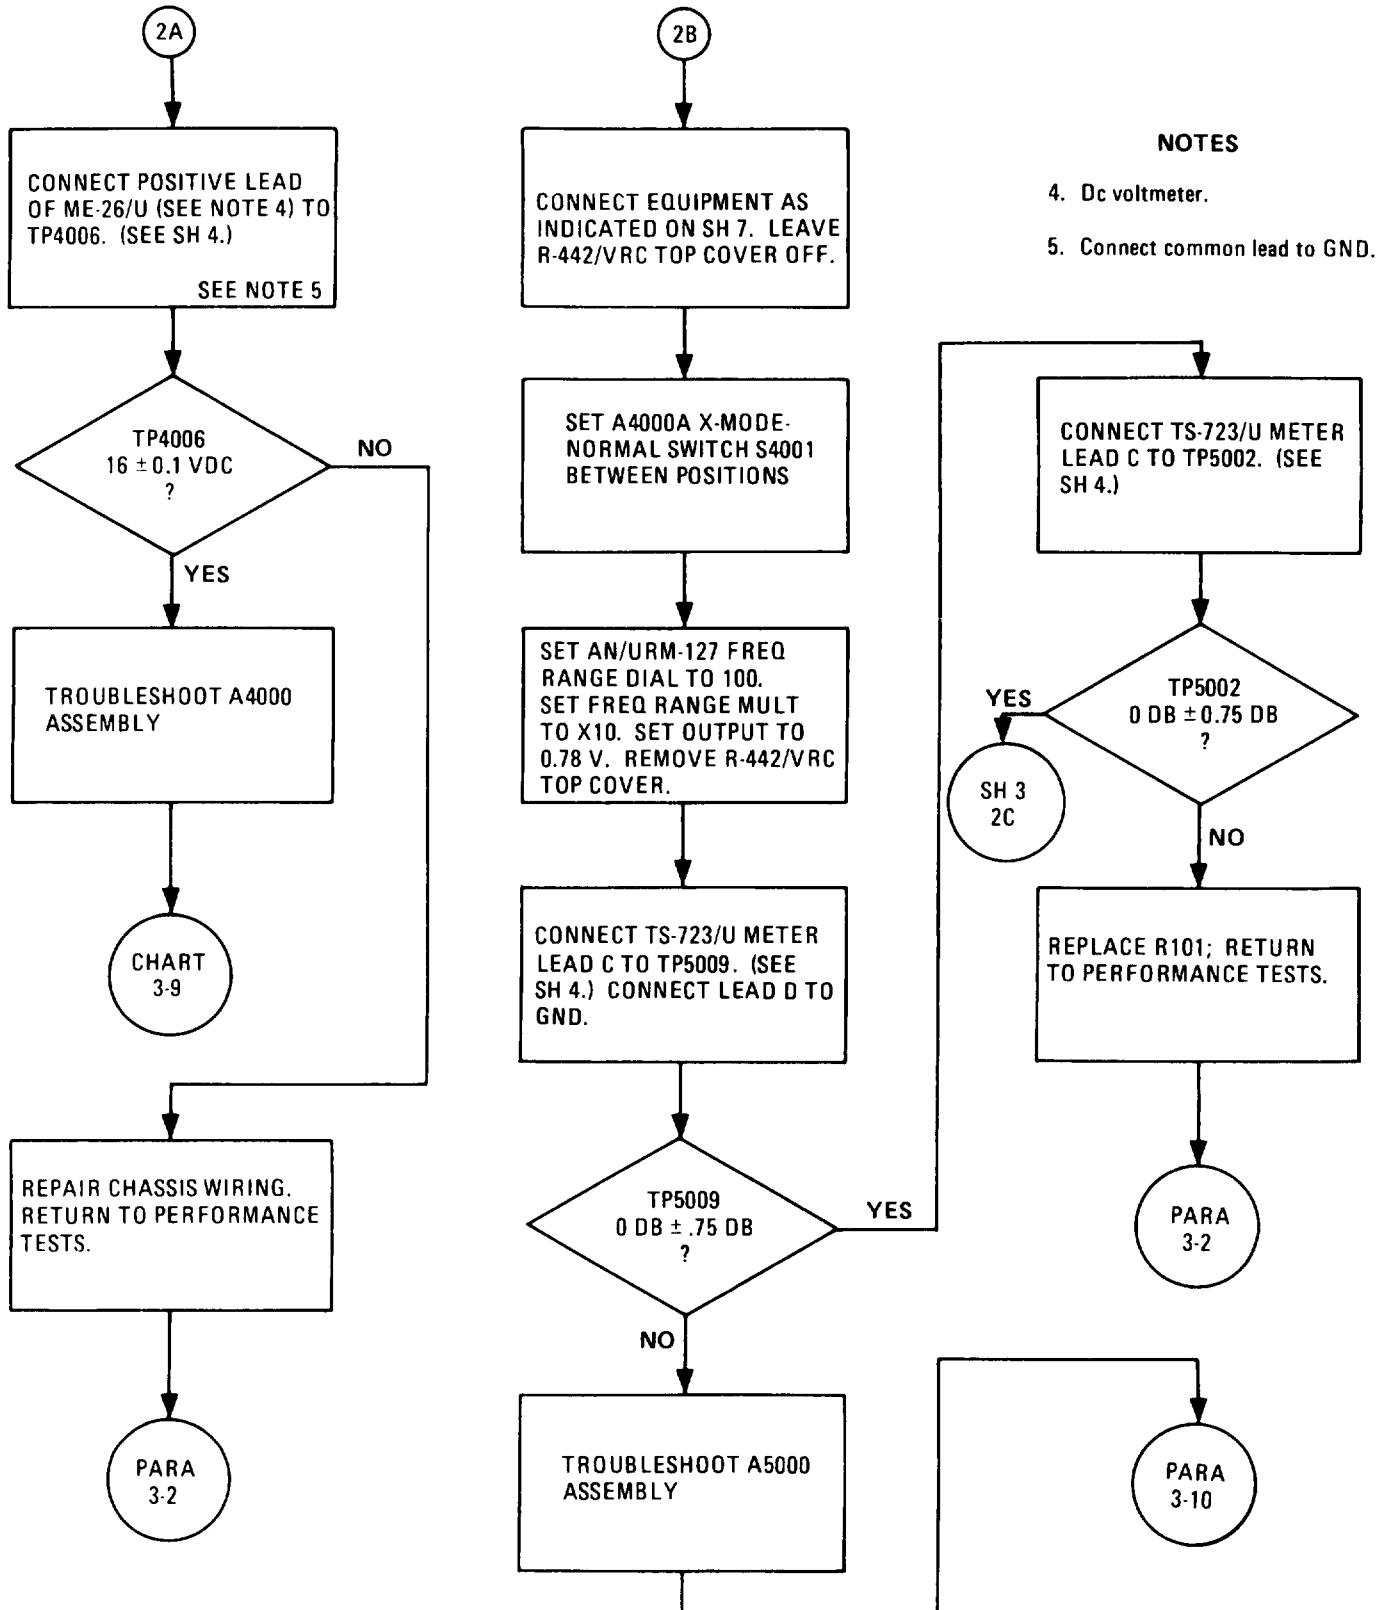 2A
CONNECT POSITIVE LEAD
OF ME-26/U (SEE NOTE 4) TO
TP4006. (SEE SH 4.)
SEE NOTE 5
TP4006
16 ± 0.1 VDC
?
NO
YES
TROUBLESHOOT A4000
ASSEMBLY
CHART
3-9
REPAIR CHASSIS WIRING.
RETURN TO PERFORMANCE
TESTS.
PARA
3-2
2B
CONNECT EQUIPMENT AS
INDICATED ON SH 7. LEAVE
R-442/VRC TOP COVER OFF.
SET A4000A X-MODE-
NORMAL SWITCH S4001
BETWEEN POSITIONS
SET AN/URM-127 FREQ
RANGE DIAL TO 100.
SET FREQ RANGE MULT
TO X10. SET OUTPUT TO
0.78 V. REMOVE R-442/VRC
TOP COVER.
CONNECT TS-723/U METER
LEAD C TO TP5009. (SEE
SH 4.) CONNECT LEAD D TO
GND.
TP5009
0 DB ± .75 DB
?
YES
NO
TROUBLESHOOT A5000
ASSEMBLY
NOTES
4. Dc voltmeter.
5. Connect common lead to GND.
CONNECT TS-723/U METER
LEAD C TO TP5002. (SEE
SH 4.)
TP5002
0 DB ± 0.75 DB
?
YES
SH 3
2C
NO
REPLACE R101; RETURN
TO PERFORMANCE TESTS.
PARA
3-2
PARA
3-10